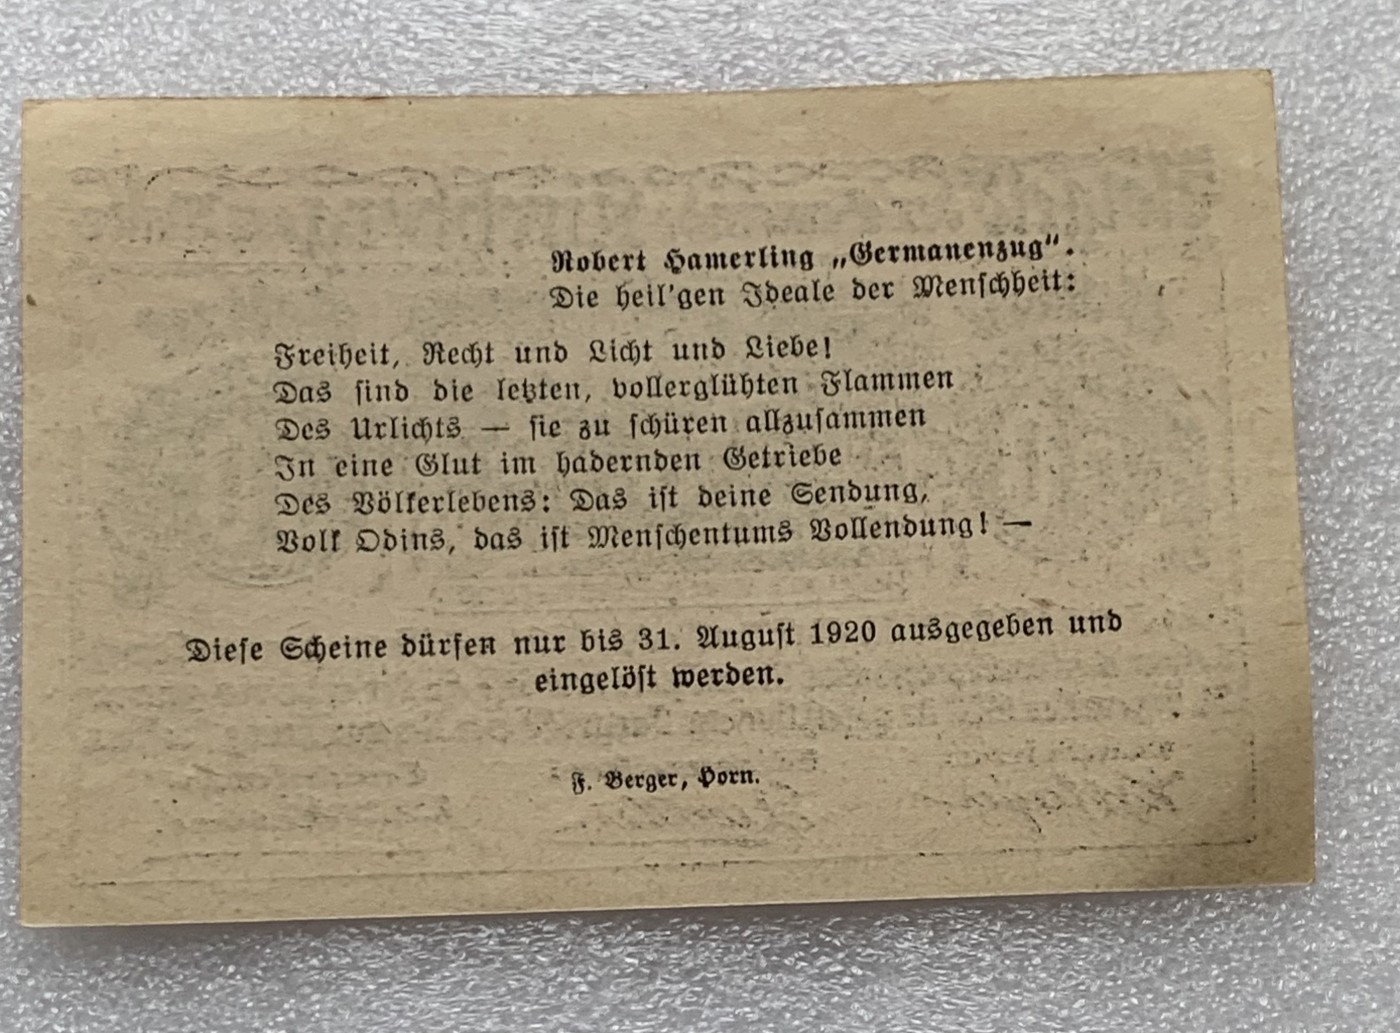 Robert Hamerling „Germanenzug“.
Die heil'gen Ideale der Menſchheit:
Freiheit, Recht und Licht und Liebe!
Das ſind die letzten, vollerglühten Flammen
Des Urlichts — ſie zu ſchüren allzuſammen
In eine Glut im hadernden Getriebe
Des Völkerlebens: Das iſt deine Sendung,
Volk Odins, das iſt Menſchentums Vollendung! —
Dieſe Scheine dürfen nur bis 31. Auguſt 1920 ausgegeben und
eingelöſt werden.
F. Berger, Horn.